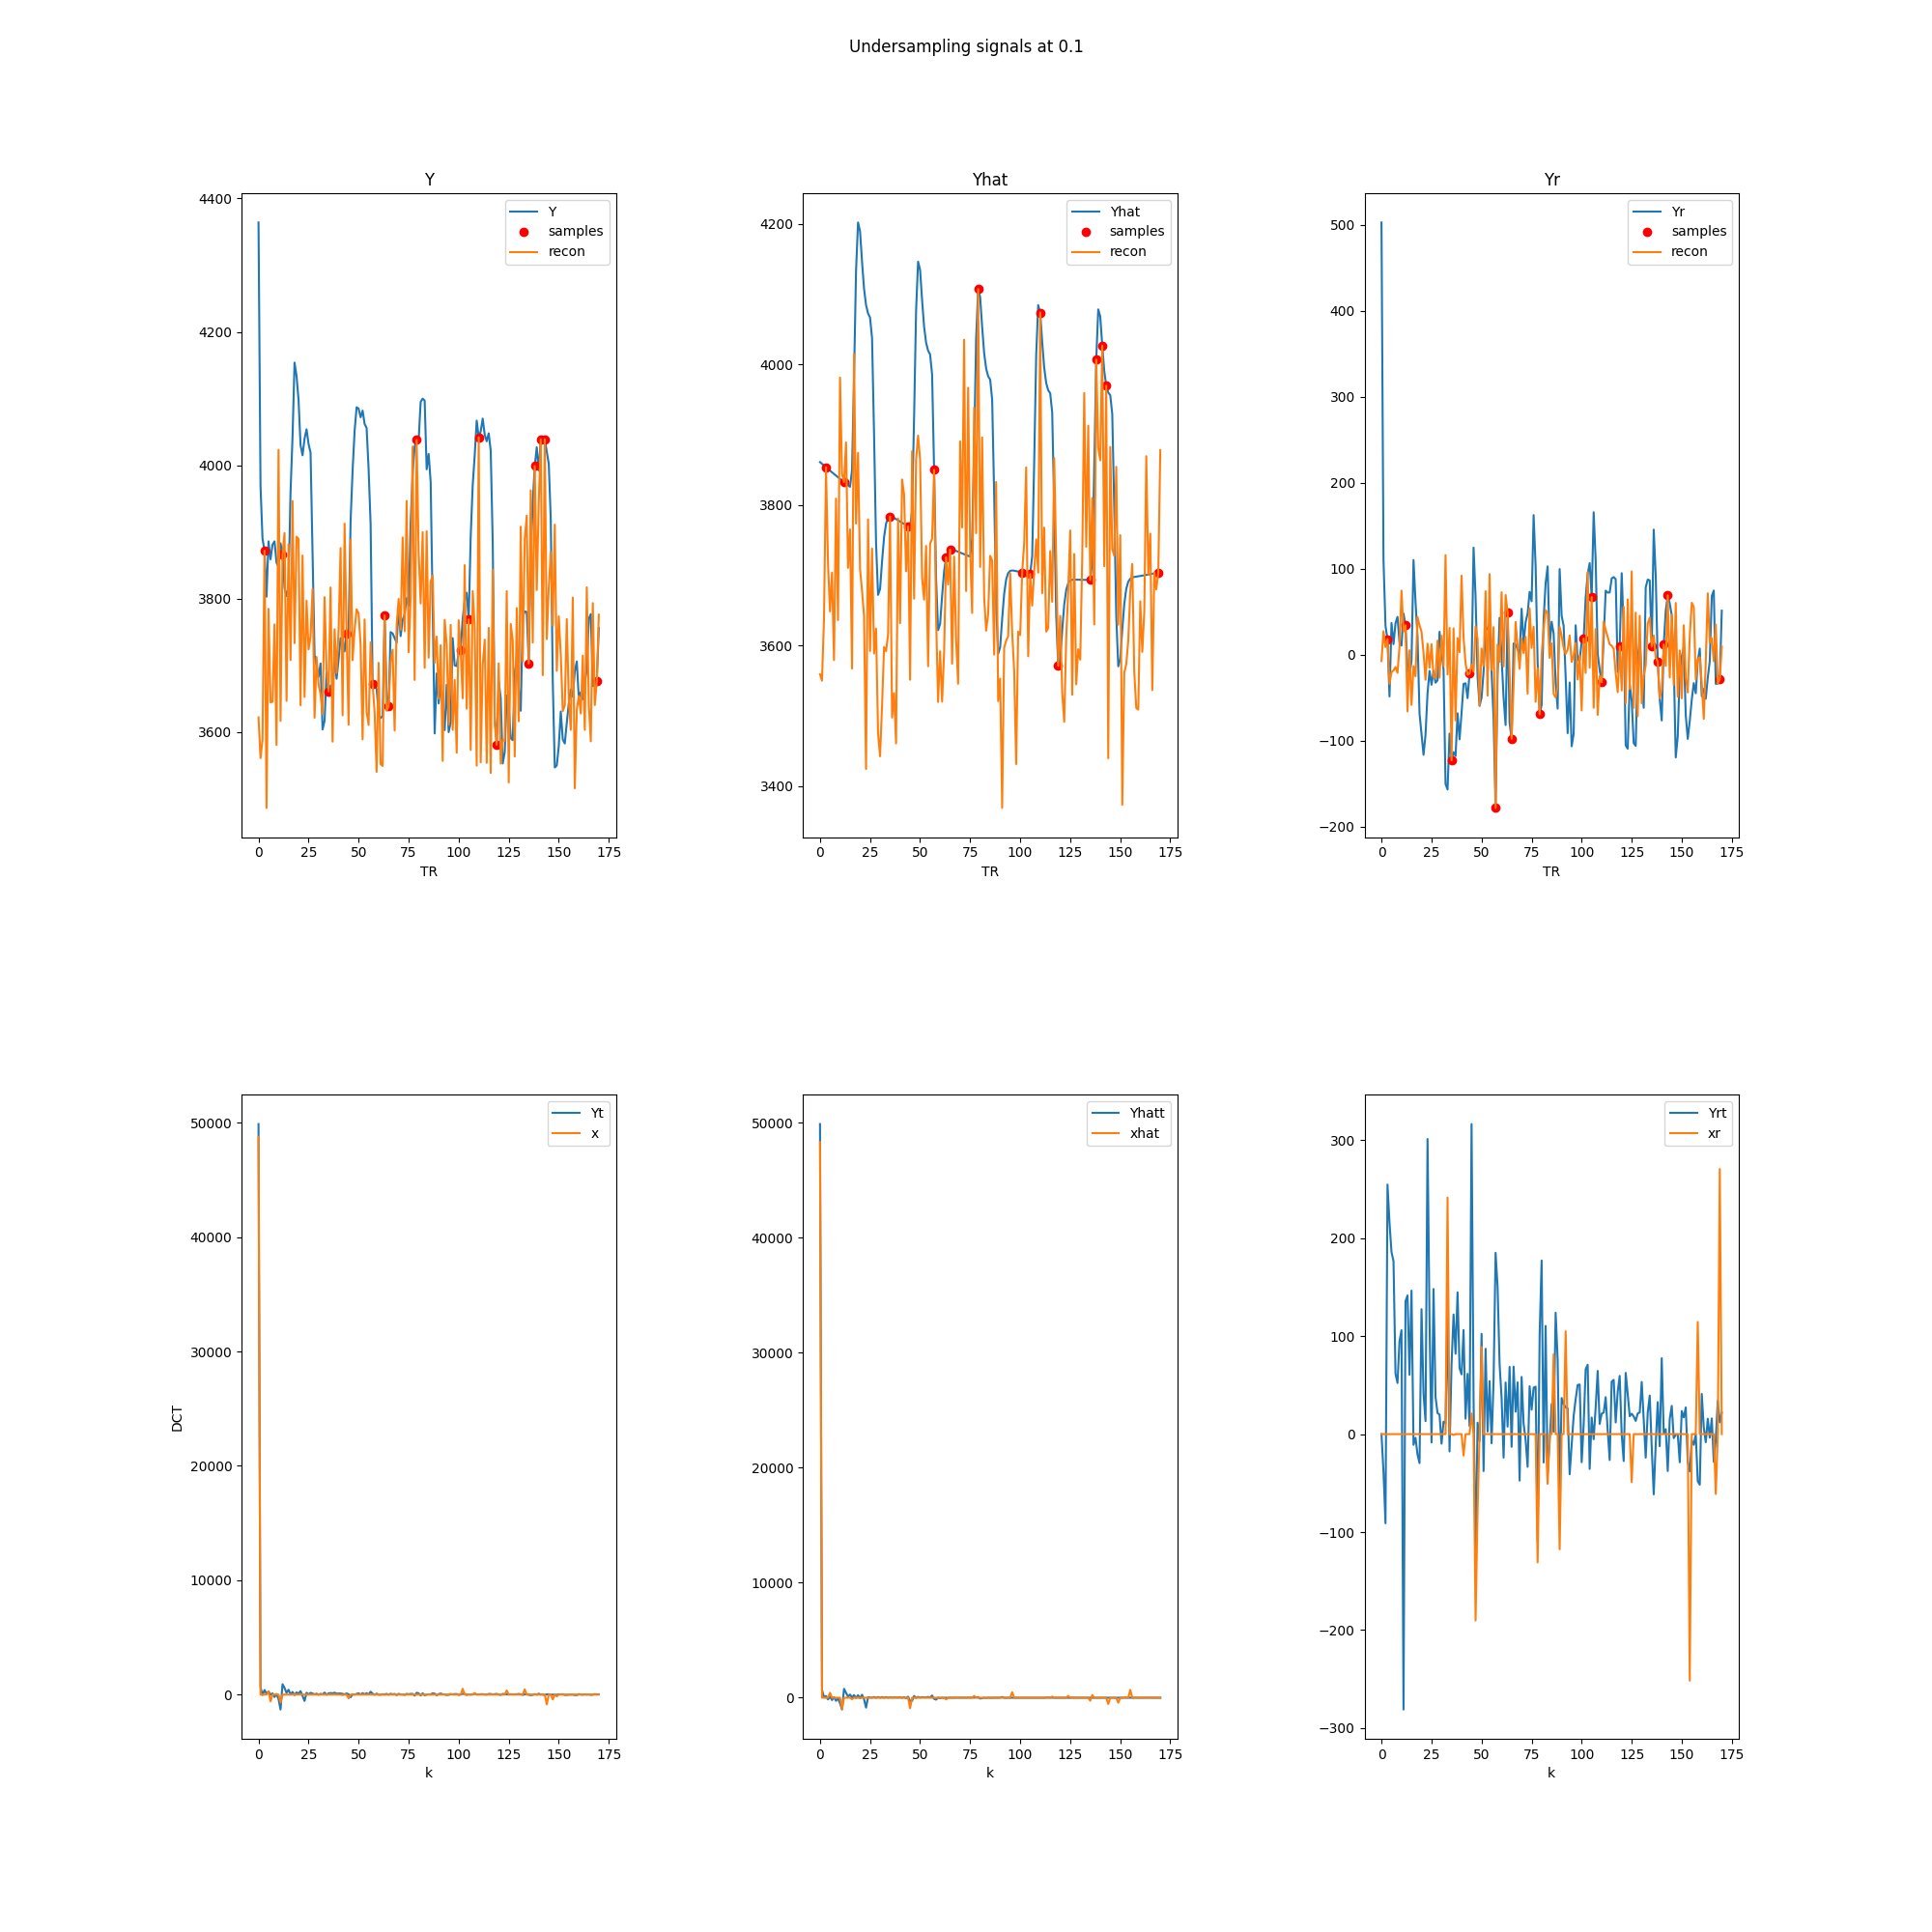 Undersampling signals at 0.1
Y
4400
4200
4000
3800
3600
0 25 50 75 100 125 150 175
TR
Y
samples
recon
Yhat
4200
4000
3800
3600
3400
0 25 50 75 100 125 150 175
TR
Yhat
samples
recon
Yr
500
400
300
200
100
0
−100
−200
0 25 50 75 100 125 150 175
TR
Yr
samples
recon
DCT
50000
40000
30000
20000
10000
0
0 25 50 75 100 125 150 175
k
Yt
x
50000
40000
30000
20000
10000
0
0 25 50 75 100 125 150 175
k
Yhatt
xhat
300
200
100
0
−100
−200
−300
0 25 50 75 100 125 150 175
k
Yrt
xr